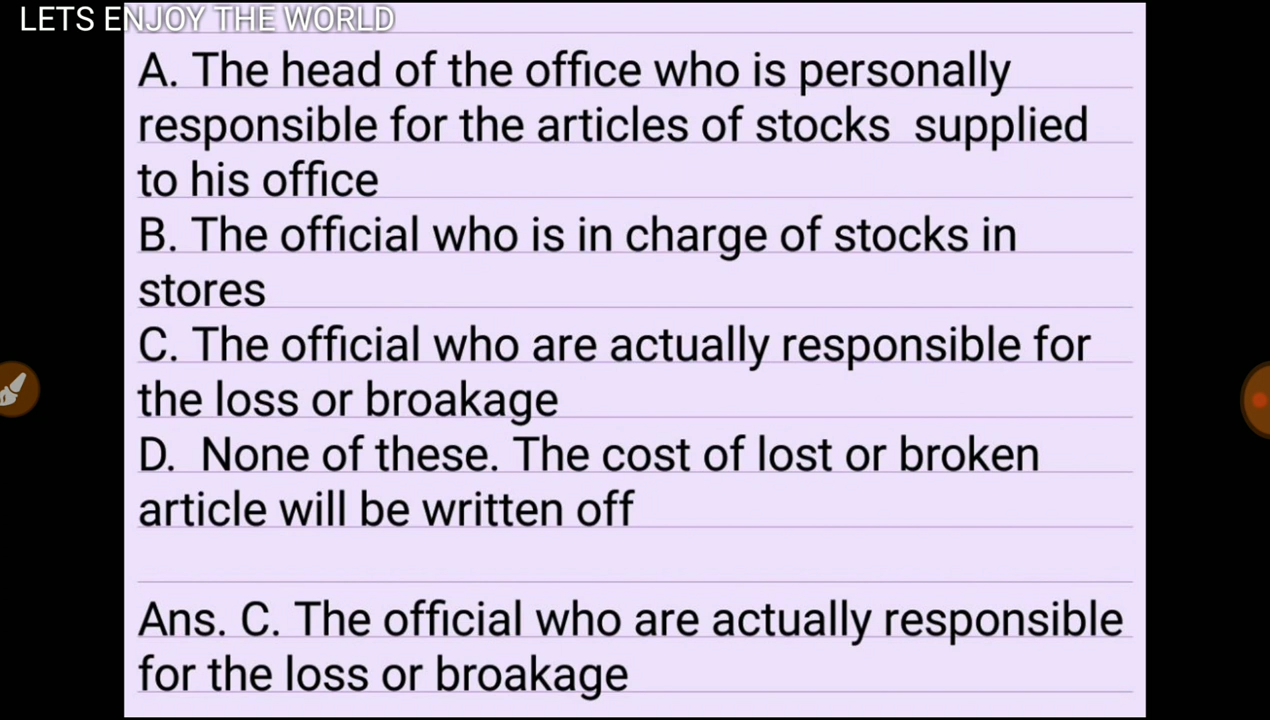 LETS ENJOY THE WORLD
A. The head of the office who is personally
responsible for the articles of stocks  supplied
to his office
B. The official who is in charge of stocks in
stores
C. The official who are actually responsible for
the loss or broakage
D.  None of these. The cost of lost or broken
article will be written off
Ans. C. The official who are actually responsible
for the loss or broakage